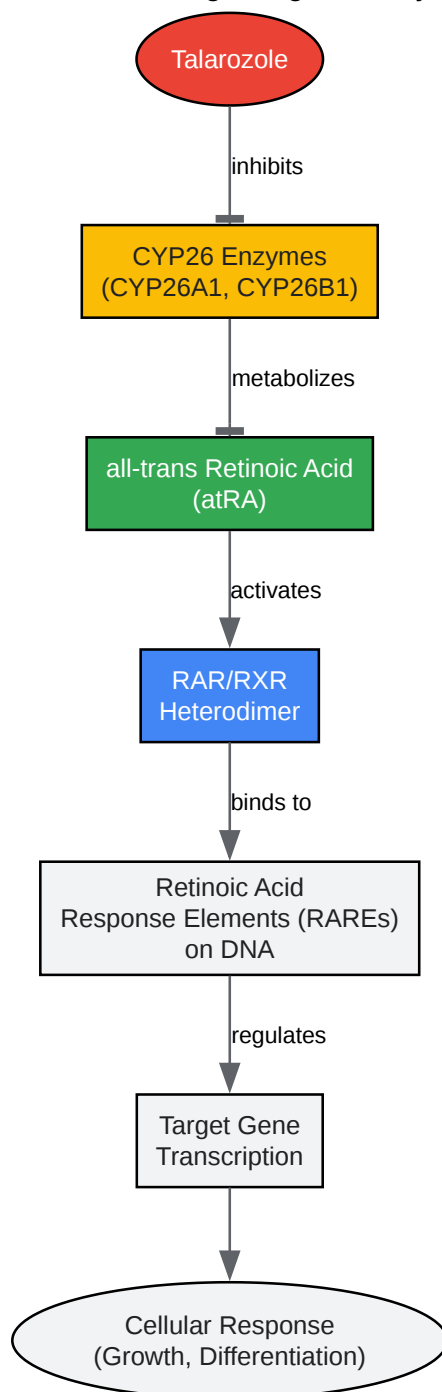 Talarozole
inhibits
CYP26 Enzymes
(CYP26A1, CYP26B1)
metabolizes
all-trans Retinoic Acid
(atRA)
activates
RAR/RXR
Heterodimer
binds to
Retinoic Acid
Response Elements (RAREs)
on DNA
regulates
Target Gene
Transcription
Cellular Response
(Growth, Differentiation)